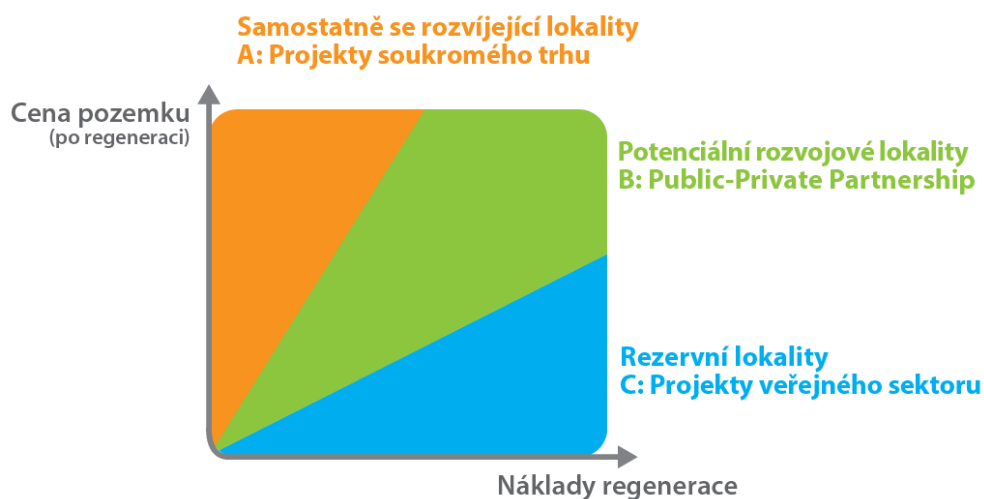 Samostatně se rozvíjející lokality
A: Projekty soukromého trhu
Cena pozemku
(po regeneraci)
Potenciální rozvojové lokality
B: Public-Private Partnership
Rezervní lokality
C: Projekty veřejného sektoru
Náklady regenerace